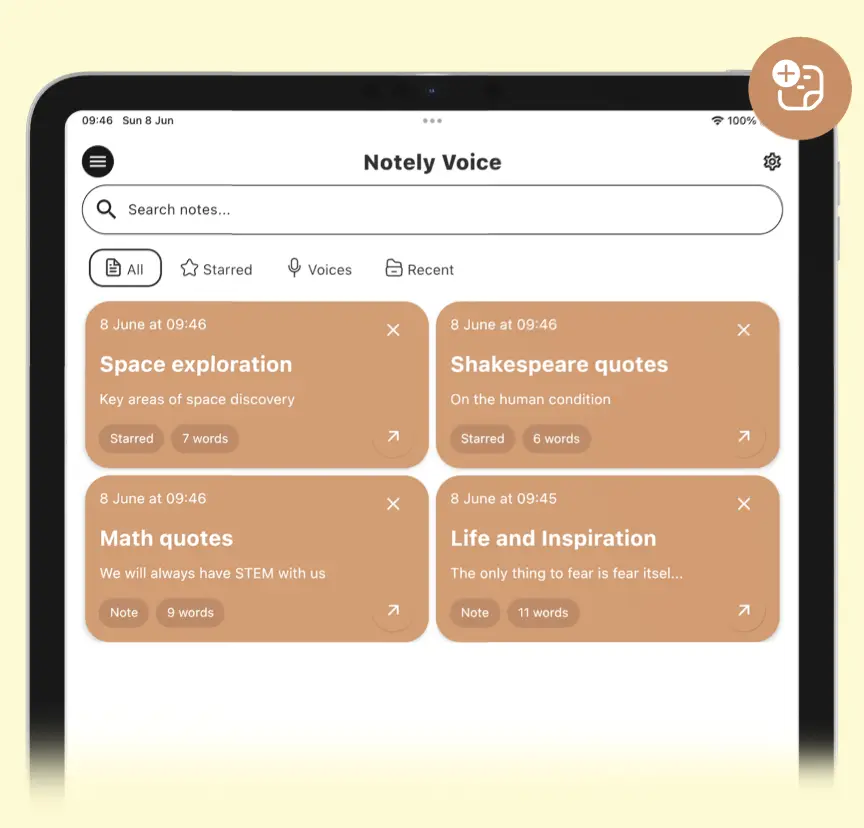 09:46 Sun 8 Jun
100%
Notely Voice
Search notes...
All Starred Voices Recent
8 June at 09:46
Space exploration
Key areas of space discovery
Starred 7 words
8 June at 09:46
Shakespeare quotes
On the human condition
Starred 6 words
8 June at 09:46
Math quotes
We will always have STEM with us
Note 9 words
8 June at 09:45
Life and Inspiration
The only thing to fear is fear itsel...
Note 11 words